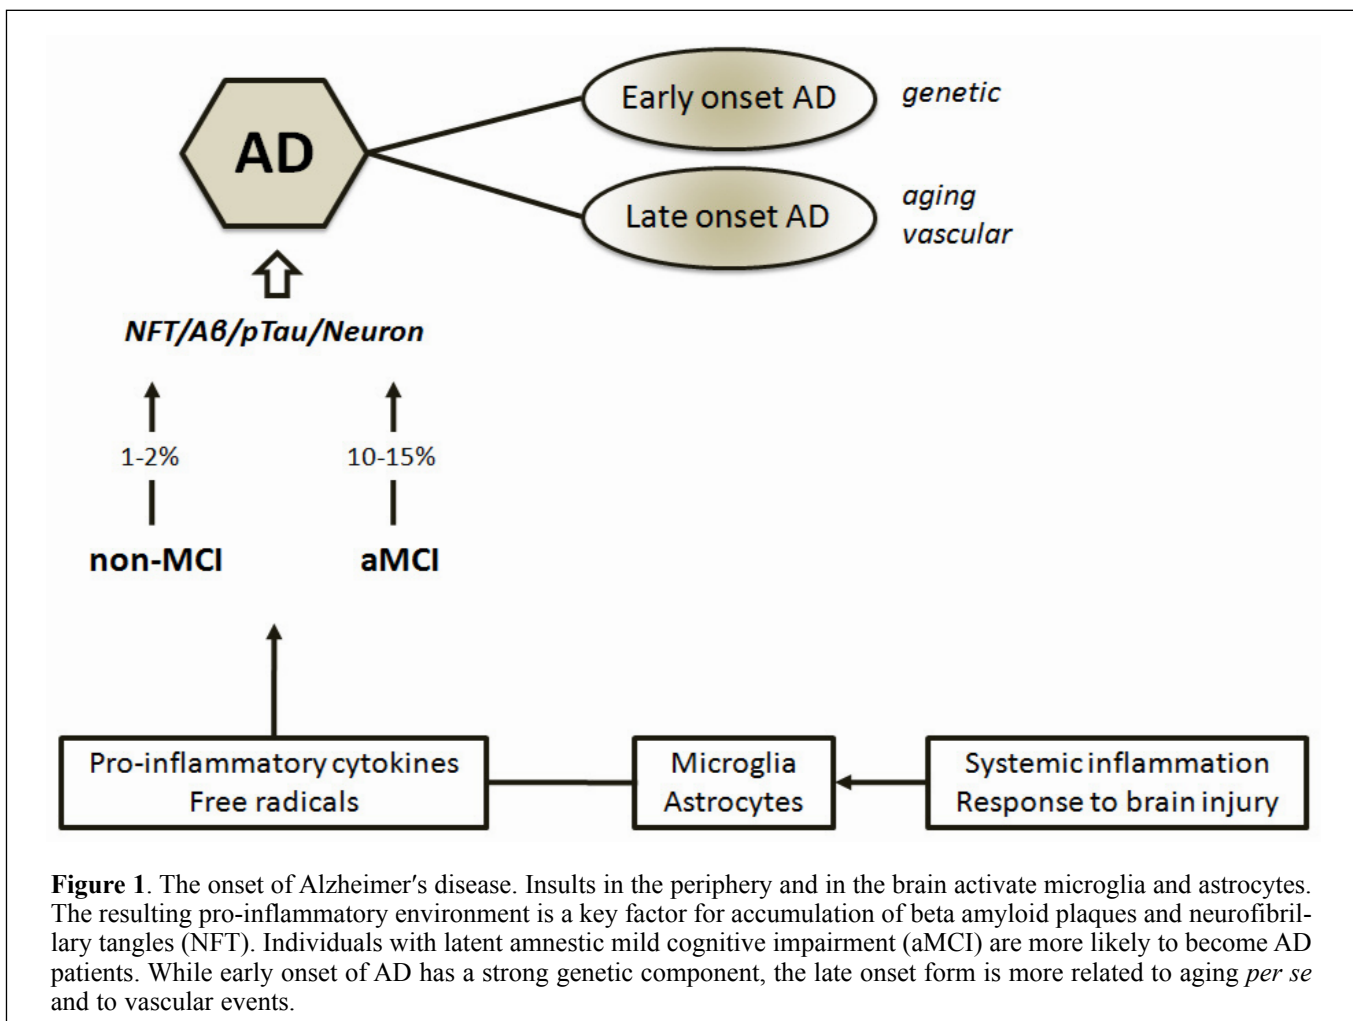 AD
Early onset AD
genetic
Late onset AD
aging
vascular
NFT/Aβ/pTau/Neuron
1-2%
10-15%
non-MCI
aMCI
Pro-inflammatory cytokines
Free radicals
Microglia
Astrocytes
Systemic inflammation
Response to brain injury
Figure 1. The onset of Alzheimer′s disease. Insults in the periphery and in the brain activate microglia and astrocytes.
The resulting pro-inflammatory environment is a key factor for accumulation of beta amyloid plaques and neurofibril-
lary tangles (NFT). Individuals with latent amnestic mild cognitive impairment (aMCI) are more likely to become AD
patients. While early onset of AD has a strong genetic component, the late onset form is more related to aging per se
and to vascular events.